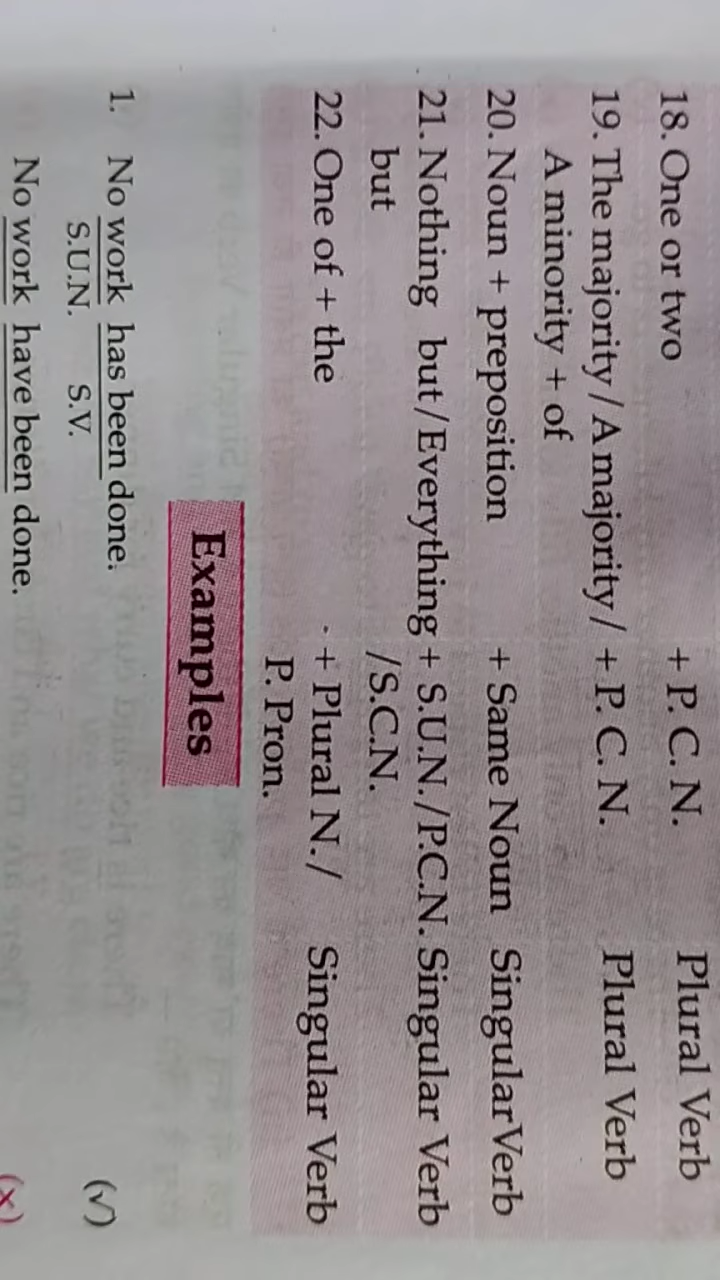 18. One or two + P. C. N. Plural Verb
19. The majority/A majority/ + P. C. N. Plural Verb
A minority + of
20. Noun + preposition + Same Noun Singular Verb
21. Nothing but/Everything + S.U.N./P.C.N. Singular Verb
but /S.C.N.
22. One of + the + Plural N./ Singular Verb
P. Pron.
Examples
1. No work has been done. (√)
S.U.N. S.V.
No work have been done. (×)